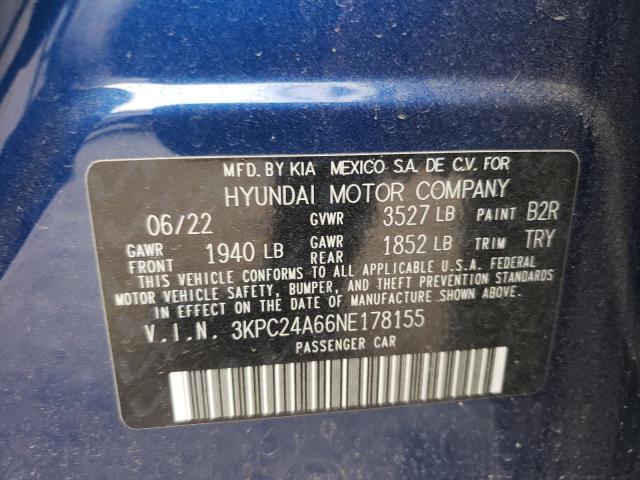 MFD. BY KIA MEXICO S.A. DE C.V. FOR
HYUNDAI MOTOR COMPANY
06/22 GVWR 3527 LB PAINT B2R
GAWR FRONT 1940 LB GAWR REAR 1852 LB TRIM TRY
THIS VEHICLE CONFORMS TO ALL APPLICABLE U.S.A. FEDERAL
MOTOR VEHICLE SAFETY, BUMPER, AND THEFT PREVENTION STANDARDS
IN EFFECT ON THE DATE OF MANUFACTURE SHOWN ABOVE.
V.I.N. 3KPC24A66NE178155
PASSENGER CAR